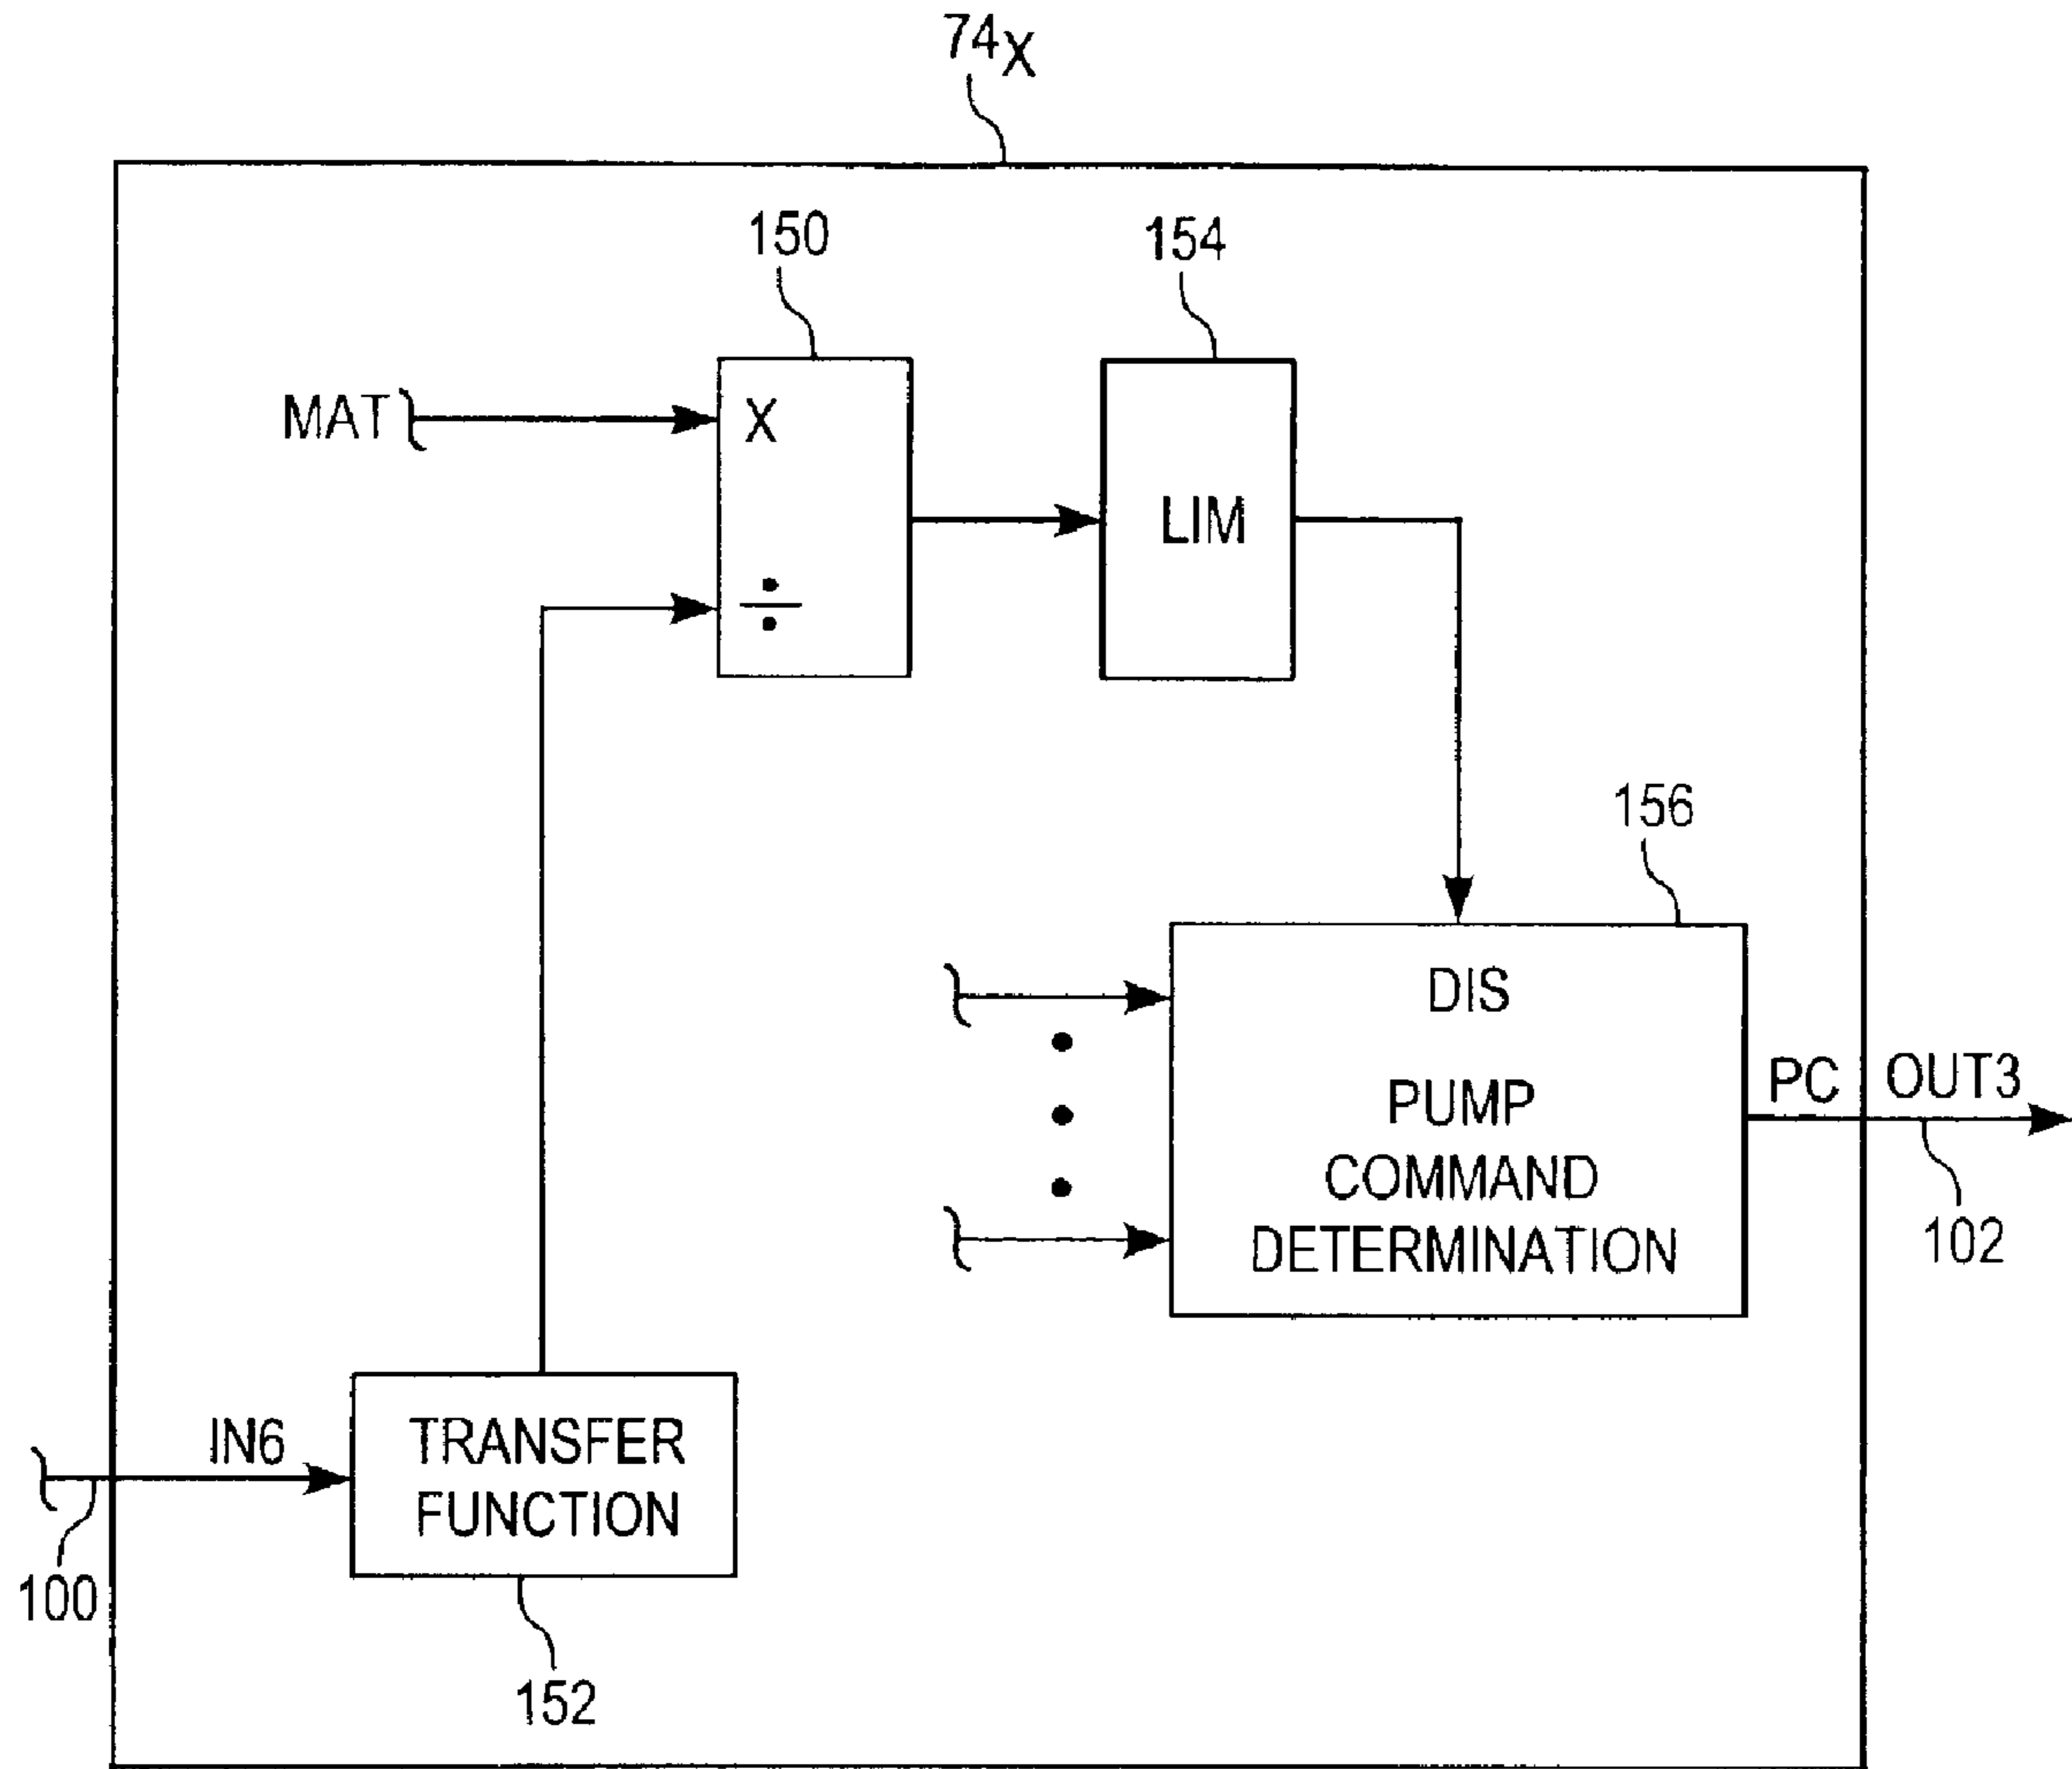 74X
150
154
MAT
X
÷
LIM
156
DIS
PUMP
COMMAND
DETERMINATION
PC
OUT3
102
IN6
TRANSFER
FUNCTION
100
152